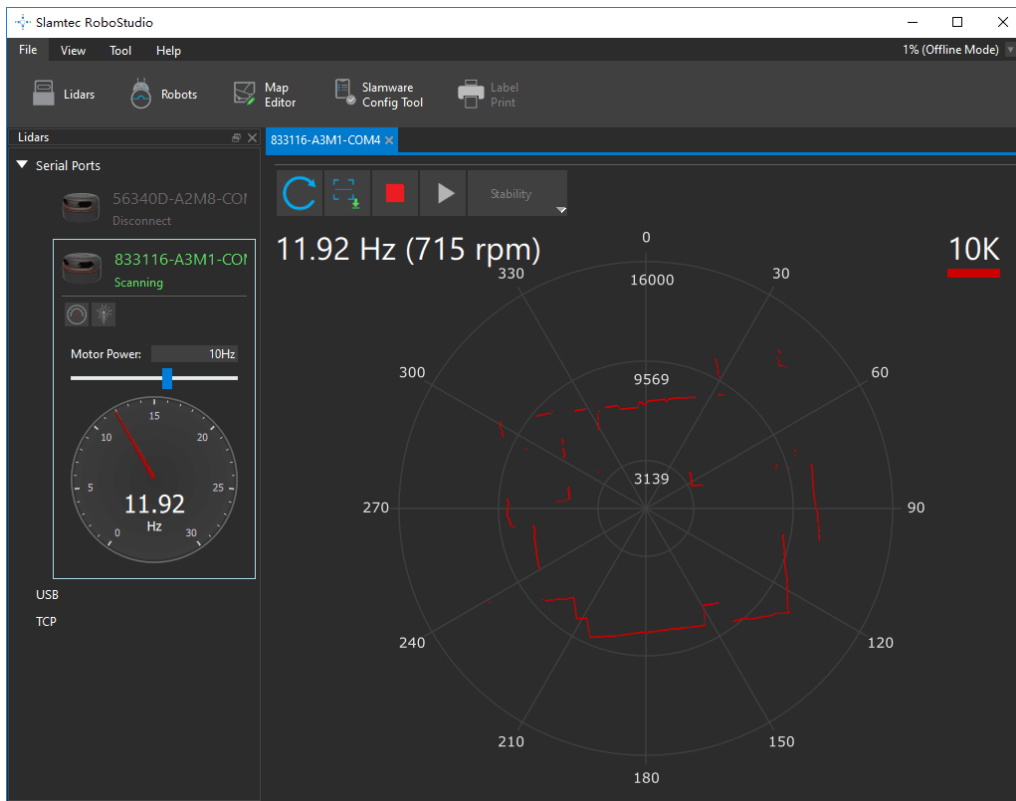 Slamtec RoboStudio
File View Tool Help 1% (Offline Mode)
Lidars Robots Map Editor Slamware Config Tool Label Print
Lidars
833116-A3M1-COM4
Serial Ports
56340D-A2M8-CO
Disconnect
833116-A3M1-CO
Scanning
Motor Power: 10Hz
0 5 10 15 20 25 30
11.92
Hz
USB
TCP
Stability
11.92 Hz (715 rpm)
10K
0
330 30
16000
300 60
9569
3139
270 90
240 120
210 150
180